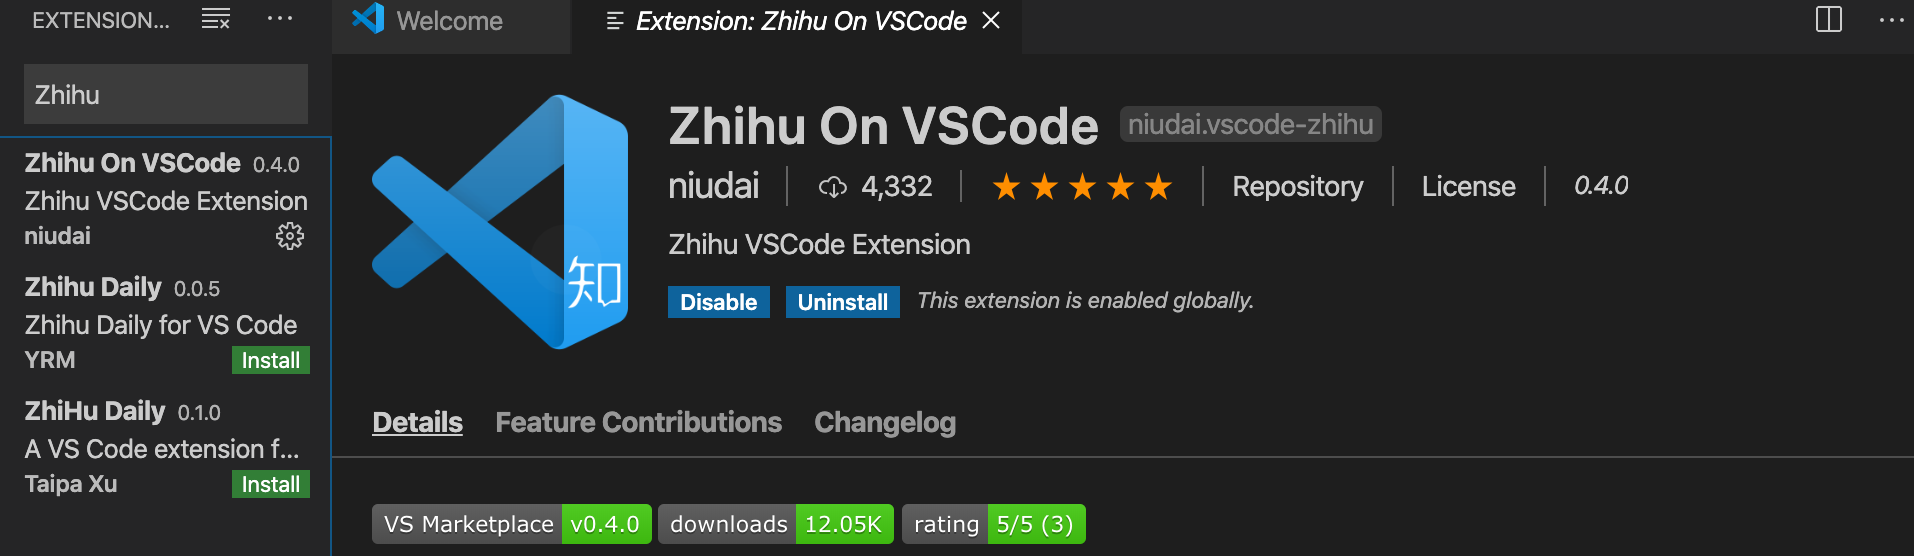 EXTENSION...
Zhihu
Zhihu On VSCode 0.4.0
Zhihu VSCode Extension
niudai
Zhihu Daily 0.0.5
Zhihu Daily for VS Code
YRM Install
ZhiHu Daily 0.1.0
A VS Code extension f...
Taipa Xu Install
Welcome
Extension: Zhihu On VSCode
知
Zhihu On VSCode niudai.vscode-zhihu
niudai 4,332 Repository License 0.4.0
Zhihu VSCode Extension
Disable Uninstall This extension is enabled globally.
Details Feature Contributions Changelog
VS Marketplace v0.4.0 downloads 12.05K rating 5/5 (3)